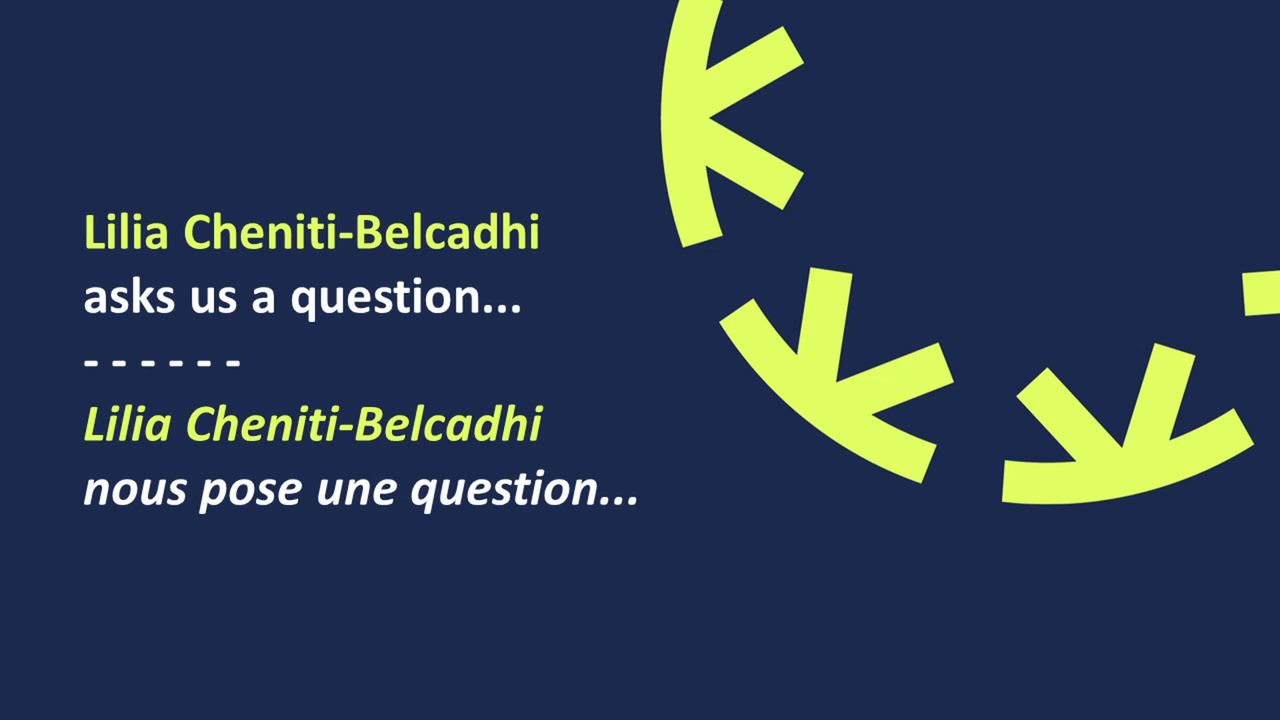 Lilia Cheniti-Belcadhi
asks us a question...
- - - - - -
Lilia Cheniti-Belcadhi
nous pose une question...